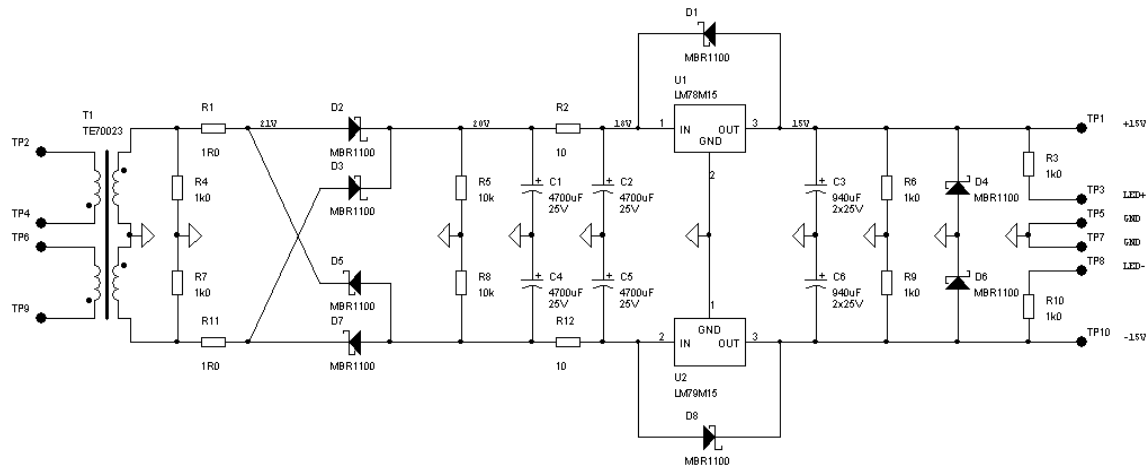 D1
MBR1100
U1
LM78M15
T1
TE70023
R1
1R0
21V
D2
MBR1100
20V
R2
10
18V
1
IN
OUT
GND
3
2
15V
TP1
+15V
TP2
D3
MBR1100
R4
1k0
R5
10k
C1
4700uF
25V
C2
4700uF
25V
C3
940uF
2x25V
R6
1k0
D4
MBR1100
R3
1k0
TP3
LED+
TP4
TP5
GND
TP6
TP7
GND
TP8
LED-
R7
1k0
D5
MBR1100
R8
10k
C4
4700uF
25V
C5
4700uF
25V
C6
940uF
2x25V
R9
1k0
D6
MBR1100
R10
1k0
TP9
R11
1R0
D7
MBR1100
R12
10
1
GND
2
IN
OUT
3
TP10
-15V
U2
LM79M15
D8
MBR1100